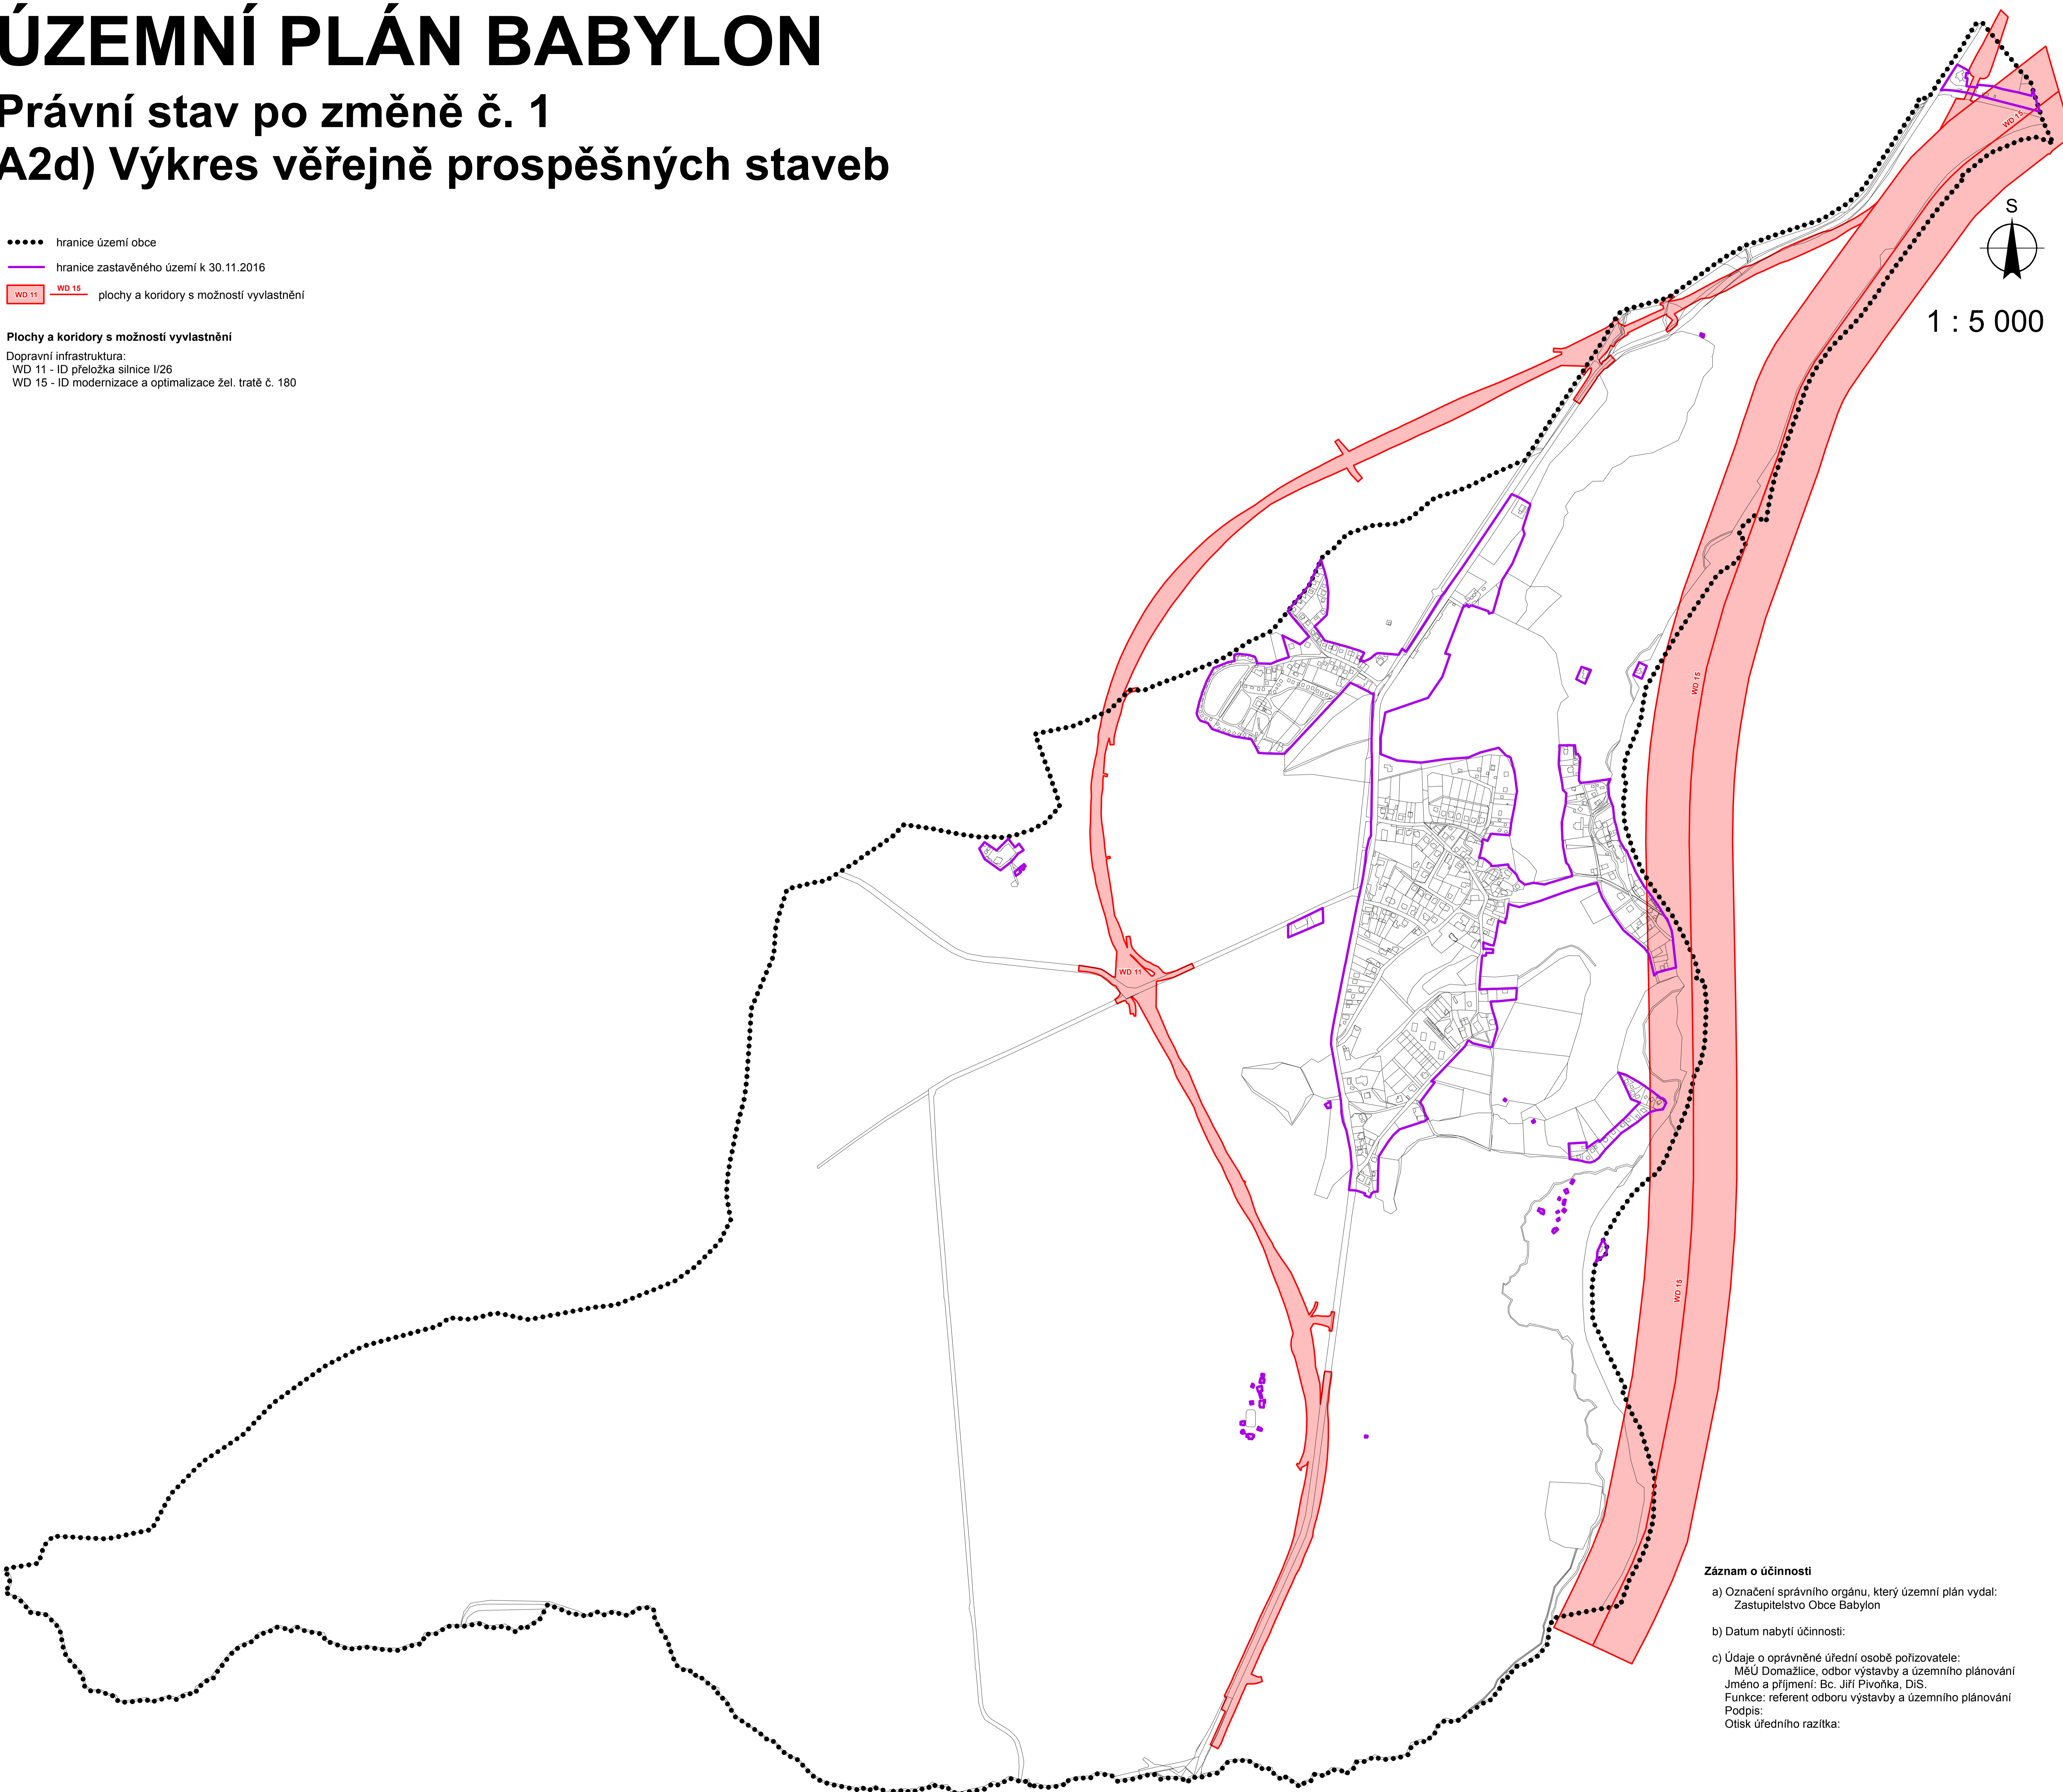 ÚZEMNÍ PLÁN BABYLON
Právní stav po změně č. 1
A2d) Výkres věřejně prospěšných staveb
hranice území obce
hranice zastavěného území k 30.11.2016
WD 11 WD 15 plochy a koridory s možností vyvlastnění
Plochy a koridory s možností vyvlastnění
Dopravní infrastruktura:
WD 11 - ID přeložka silnice I/26
WD 15 - ID modernizace a optimalizace žel. tratě č. 180
WD 15
S
1 : 5 000
WD 15
WD 11
WD 15
Záznam o účinnosti
a) Označení správního orgánu, který územní plán vydal:
Zastupitelstvo Obce Babylon
b) Datum nabytí účinnosti:
c) Údaje o oprávněné úřední osobě pořizovatele:
MěÚ Domažlice, odbor výstavby a územního plánování
Jméno a příjmení: Bc. Jiří Pivoňka, DiS.
Funkce: referent odboru výstavby a územního plánování
Podpis:
Otisk úředního razítka: